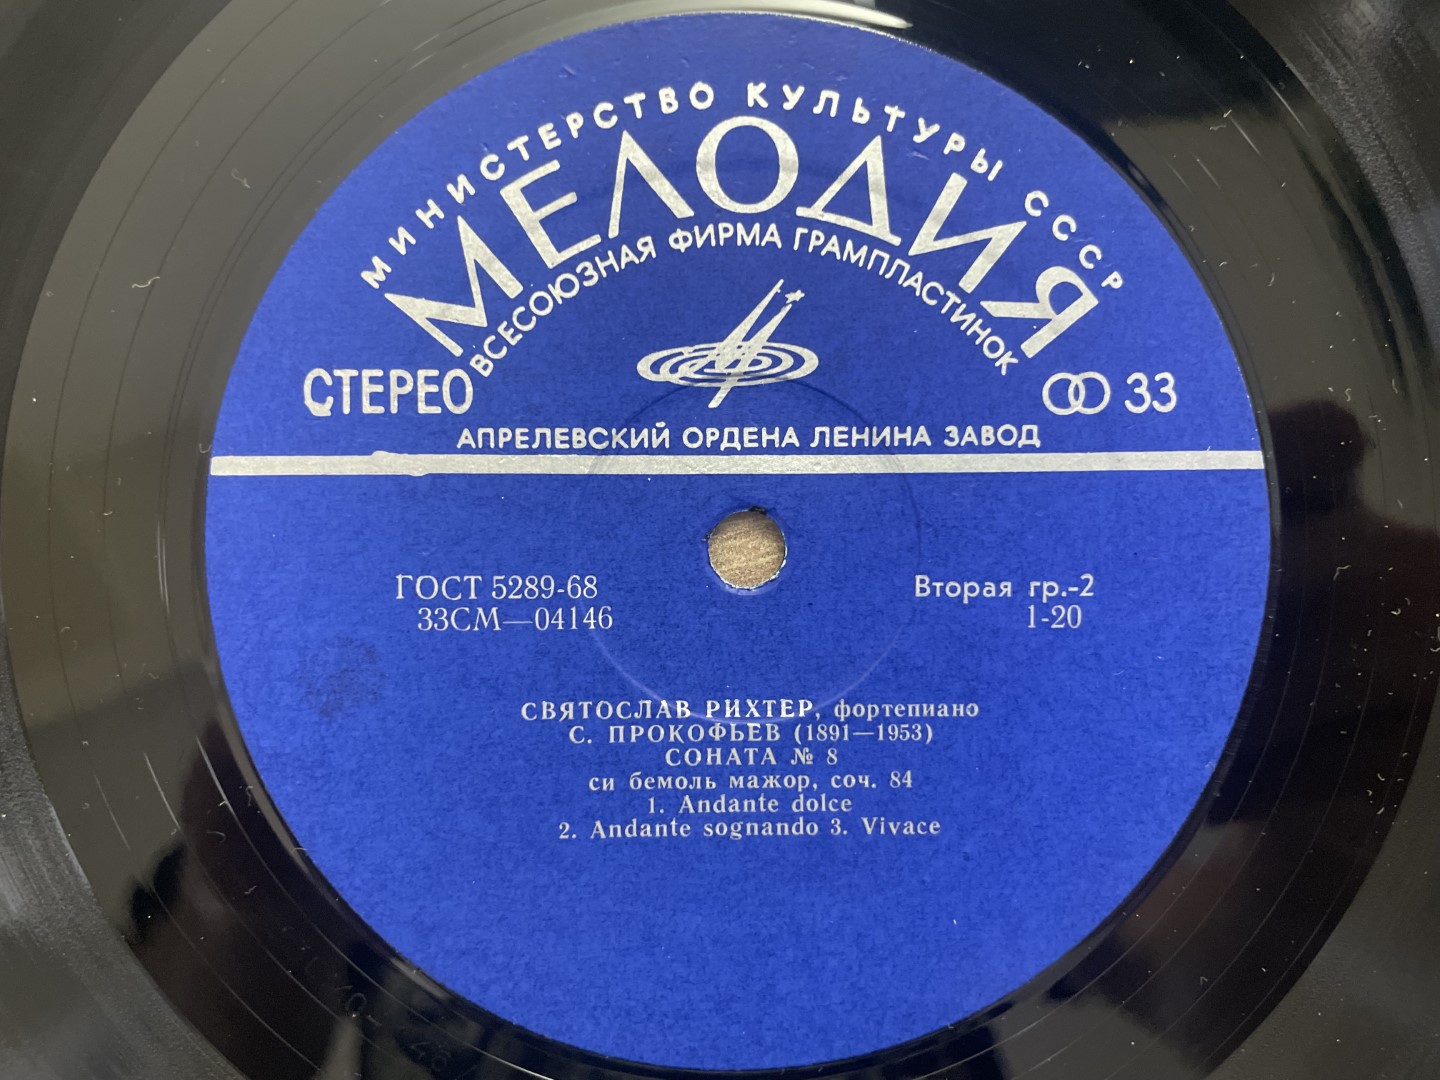 МИНИСТЕРСТВО КУЛЬТУРЫ СССР
МЕЛОДИЯ
ВСЕСОЮЗНАЯ ФИРМА ГРАМПЛАСТИНОК
СТЕРЕО 33
АПРЕЛЕВСКИЙ ОРДЕНА ЛЕНИНА ЗАВОД
ГОСТ 5289-68 Вторая гр.-2
33СМ—04146 1-20
СВЯТОСЛАВ РИХТЕР, фортепиано
С. ПРОКОФЬЕВ (1891—1953)
СОНАТА № 8
си бемоль мажор, соч. 84
1. Andante dolce
2. Andante sognando 3. Vivace